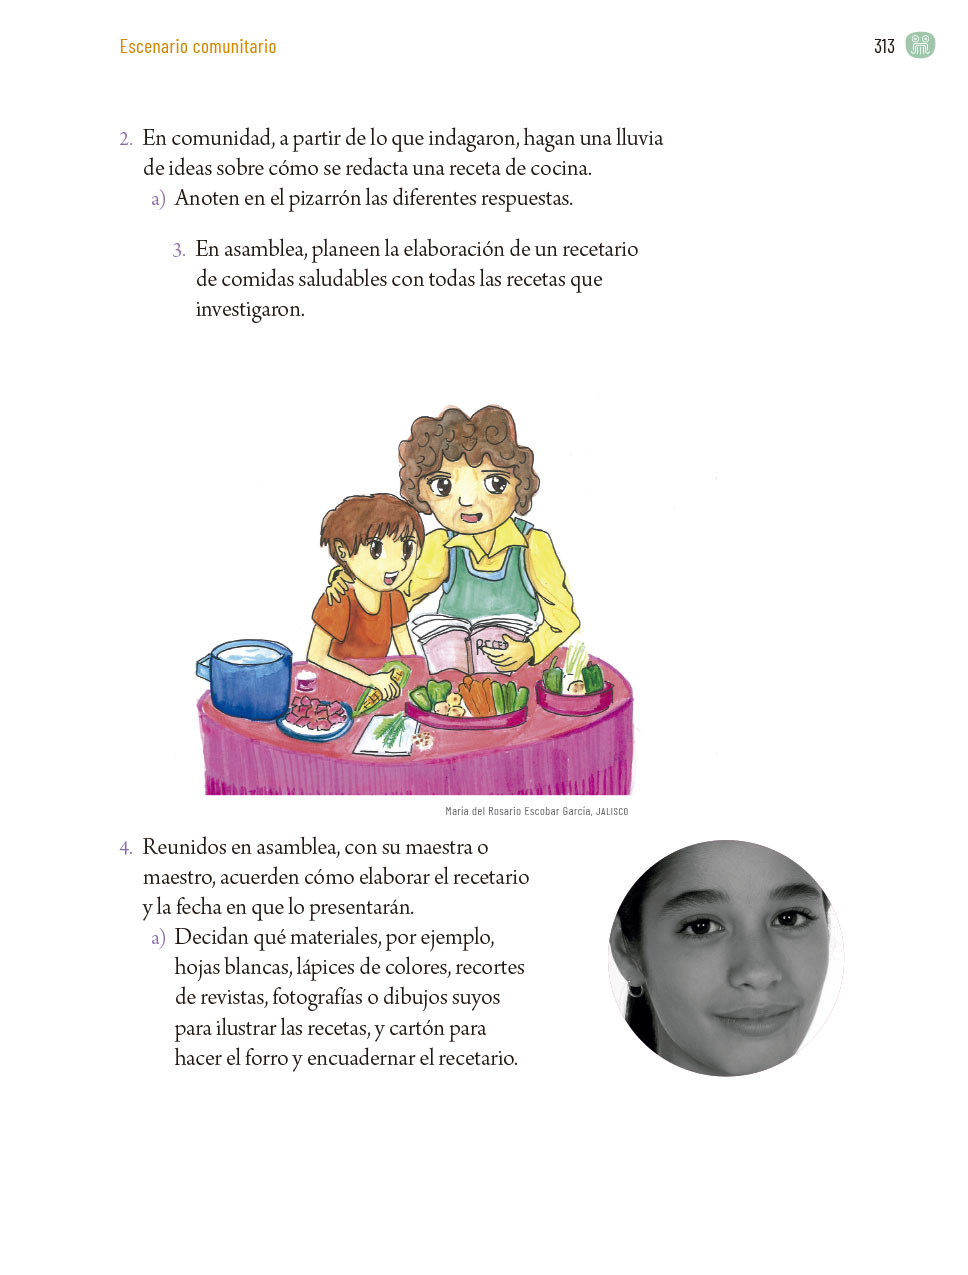 Escenario comunitario
313
2. En comunidad, a partir de lo que indagaron, hagan una lluvia
de ideas sobre cómo se redacta una receta de cocina.
a) Anoten en el pizarrón las diferentes respuestas.
3. En asamblea, planeen la elaboración de un recetario
de comidas saludables con todas las recetas que
investigaron.
RECE
María del Rosario Escobar García, JALISCO
4. Reunidos en asamblea, con su maestra o
maestro, acuerden cómo elaborar el recetario
y la fecha en que lo presentarán.
a) Decidan qué materiales, por ejemplo,
hojas blancas, lápices de colores, recortes
de revistas, fotografías o dibujos suyos
para ilustrar las recetas, y cartón para
hacer el forro y encuadernar el recetario.